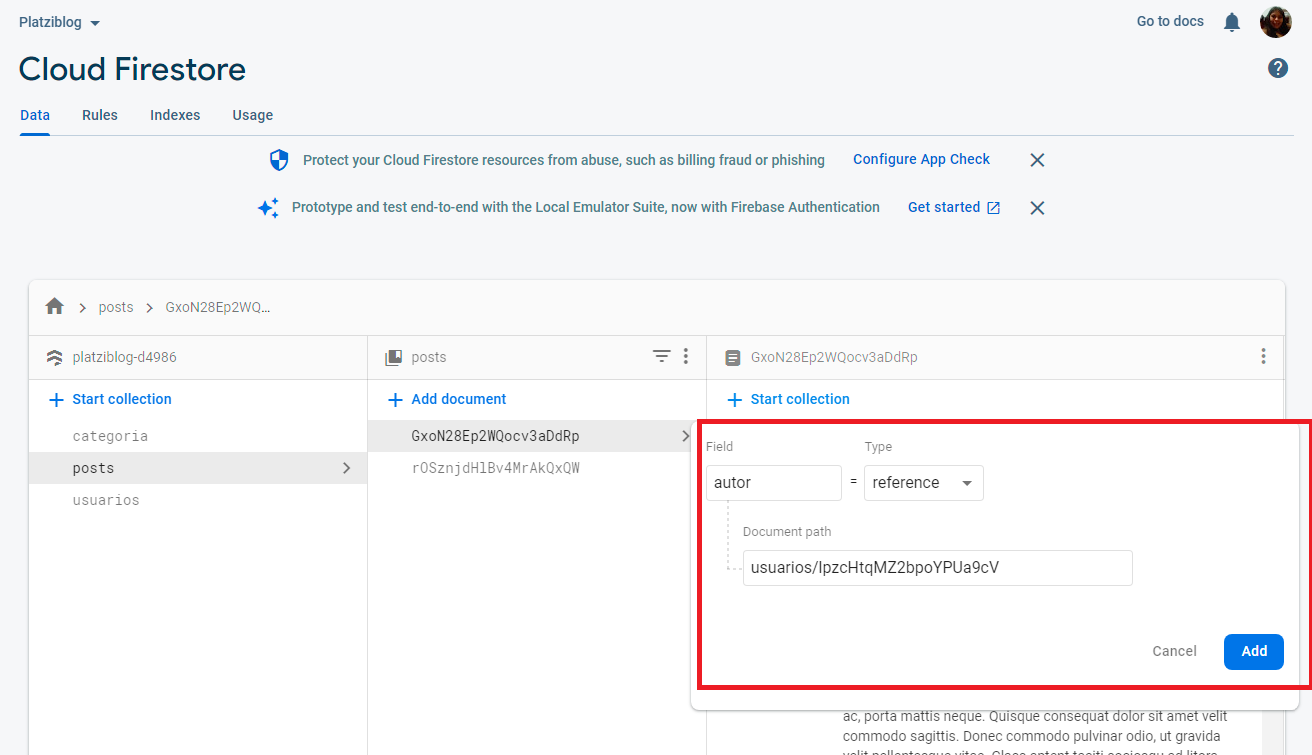 Platziblog
Go to docs
Cloud Firestore
Data Rules Indexes Usage
Protect your Cloud Firestore resources from abuse, such as billing fraud or phishing Configure App Check
Prototype and test end-to-end with the Local Emulator Suite, now with Firebase Authentication Get started
posts GxoN28Ep2WQ...
platziblog-d4986
posts
GxoN28Ep2WQocv3aDdRp
Start collection
Add document
Start collection
categoria
posts
usuarios
GxoN28Ep2WQocv3aDdRp
rOSznjdHlBv4MrAkQxQW
Field Type
autor = reference
Document path
usuarios/IpzcHtqMZ2bpoYPUa9cV
Cancel Add
ac, porta mattis neque. Quisque consequat dolor sit amet velit
commodo sagittis. Donec commodo pulvinar odio, ut gravida